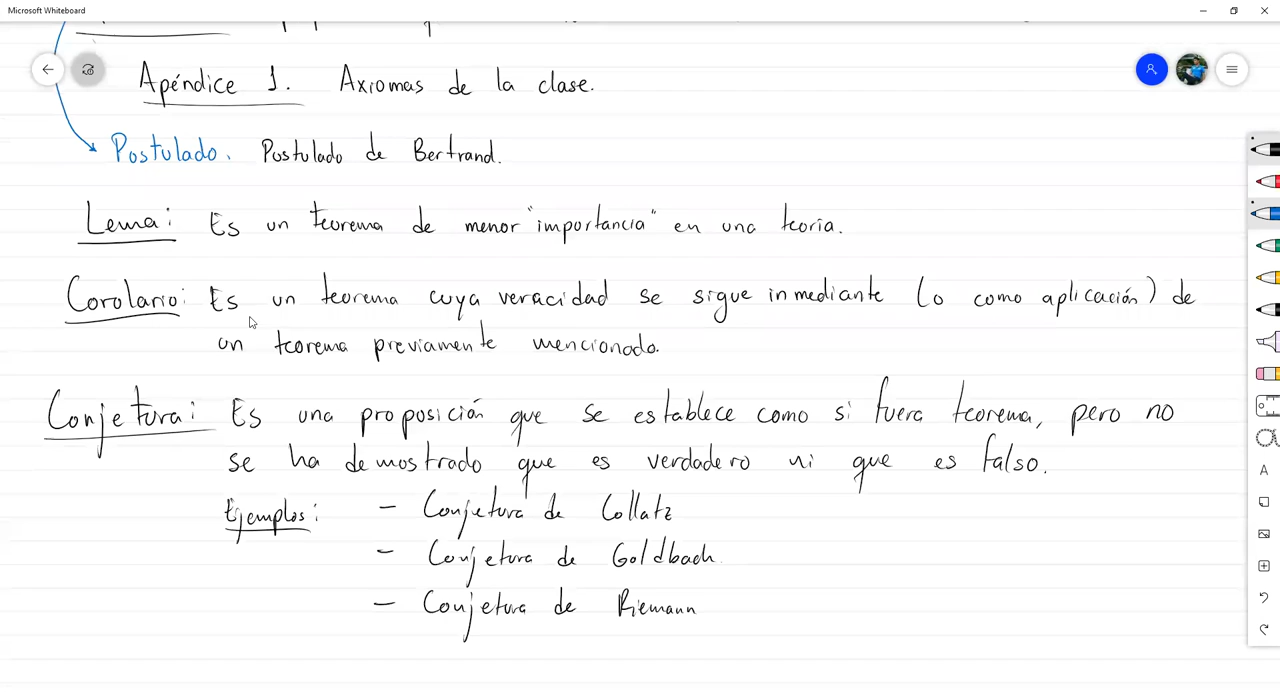 Microsoft Whiteboard
Apéndice 1. Axiomas de la clase.
Postulado. Postulado de Bertrand.
Lema: Es un teorema de menor "importancia" en una teoría.
Corolario: Es un teorema cuya veracidad se sigue inmediante (o como aplicación) de
un teorema previamente mencionado.
Conjetura: Es una proposición que se establece como si fuera teorema, pero no
se ha demostrado que es verdadero ni que es falso.
Ejemplos: - Conjetura de Collatz
- Conjetura de Goldbach.
- Conjetura de Riemann
A